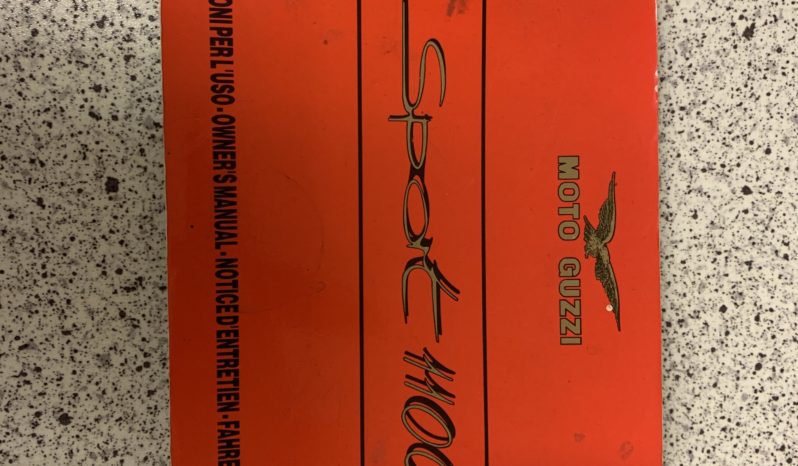 MOTO GUZZI
Sport 1100
ONI PER L'USO - OWNER'S MANUAL - NOTICE D'ENTRETIEN - FAHRE